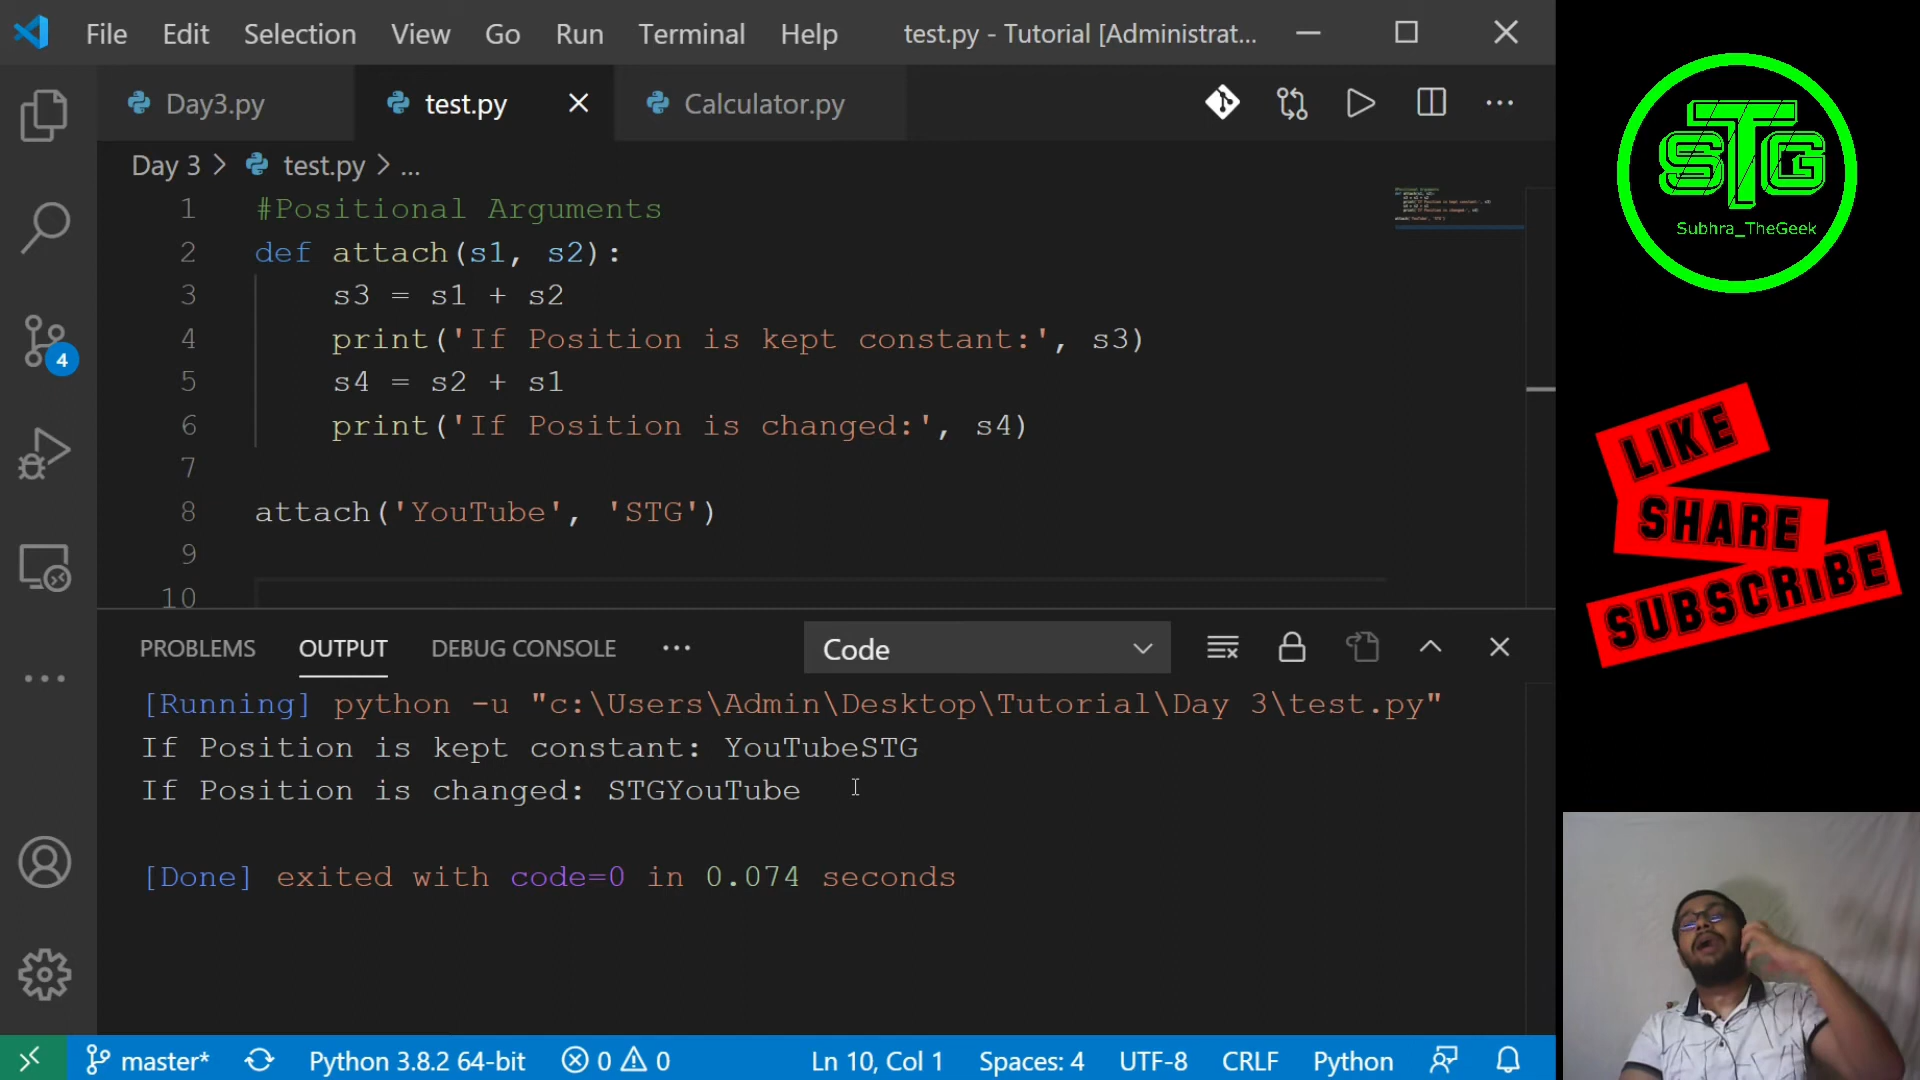 File Edit Selection View Go Run Terminal Help test.py - Tutorial [Administrat...
Day3.py test.py Calculator.py
Day 3 > test.py > ...
1 #Positional Arguments
2 def attach(s1, s2):
3 s3 = s1 + s2
4 print('If Position is kept constant:', s3)
5 s4 = s2 + s1
6 print('If Position is changed:', s4)
7
8 attach('YouTube', 'STG')
9
10
PROBLEMS OUTPUT DEBUG CONSOLE ... Code
[Running] python -u "c:\Users\Admin\Desktop\Tutorial\Day 3\test.py"
If Position is kept constant: YouTubeSTG
If Position is changed: STGYouTube
[Done] exited with code=0 in 0.074 seconds
4
master* Python 3.8.2 64-bit 0 0 Ln 10, Col 1 Spaces: 4 UTF-8 CRLF Python
STG
Subhra_TheGeek
LIKE
SHARE
SUBSCRiBE